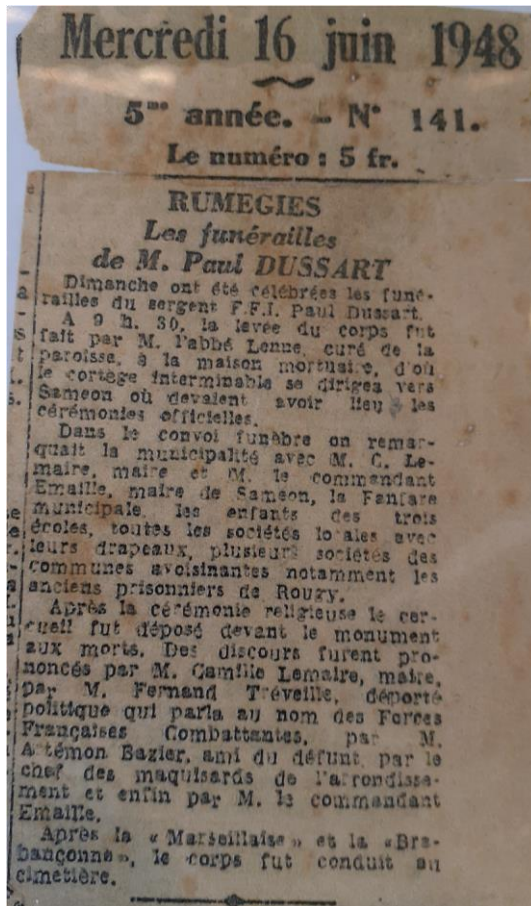 Mercredi 16 juin 1948
5me année. - N° 141.
Le numéro : 5 fr.
RUMEGIES
Les funérailles
de M. Paul DUSSART
Dimanche ont été célébrées les funé-
railles du sergent F.F.I. Paul Dussart.
A 9 h. 30, la levée du corps fut
fait par M. l'abbé Lenne, curé de la
paroisse, à la maison mortuaire, d'où
le cortège interminable se dirigea vers
Saméon où devaient avoir lieu les
cérémonies officielles.
Dans le convoi funèbre on remar-
quait la municipalité avec M. C. Le-
maire, maire et M. le commandant
Emaille, maire de Saméon, la Fanfare
municipale, les enfants des trois
écoles, toutes les sociétés locales avec
leurs drapeaux, plusieurs sociétés des
communes avoisinantes notamment les
anciens prisonniers de Rougy.
Après la cérémonie religieuse le cer-
cueil fut déposé devant le monument
aux morts. Des discours furent pro-
noncés par M. Camille Lemaire, maire,
par M. Fernand Tréveille, déporté
politique qui parla au nom des Forces
Françaises Combattantes, par M.
Artémon Bazier, ami du défunt, par le
chef des maquisards de l'arrondisse-
ment et enfin par M. le commandant
Emaille.
Après la « Marseillaise » et la «Bra-
bançonne», le corps fut conduit au
cimetière.